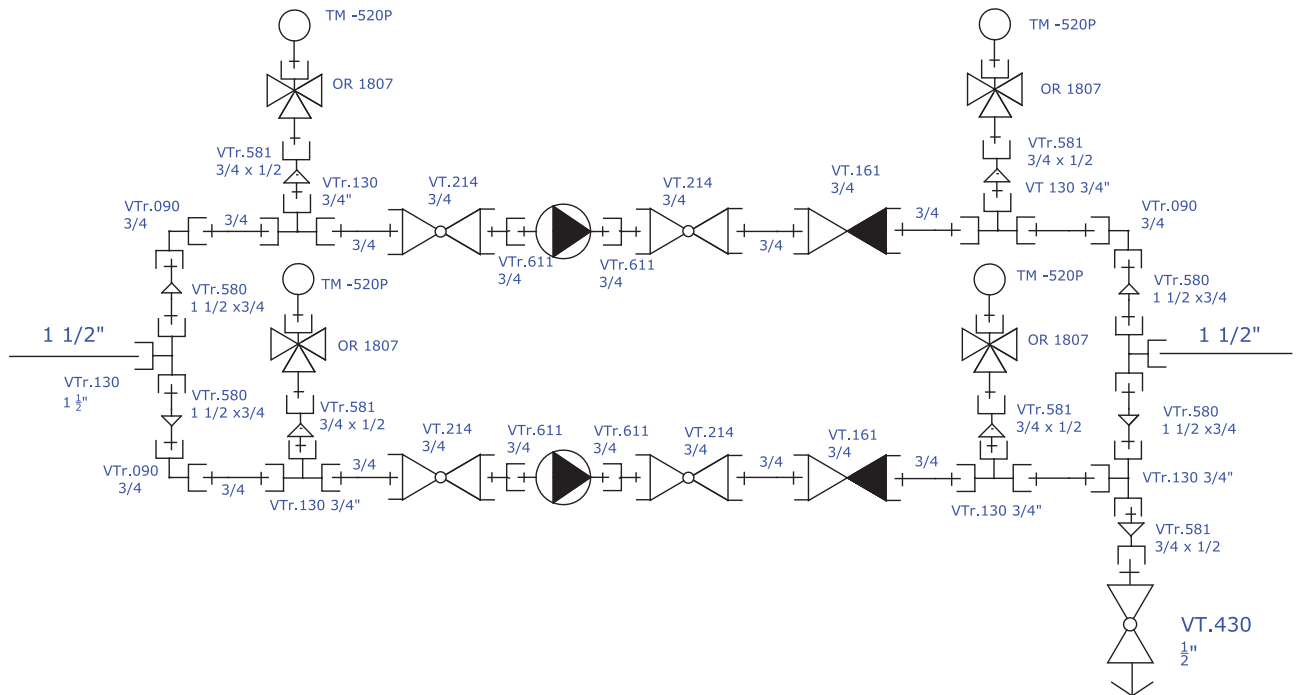 TM -520P
TM -520P
OR 1807
OR 1807
VTr.581
3/4 x 1/2
VTr.581
3/4 x 1/2
VTr.130
3/4"
VT.214
3/4
VT.214
3/4
VT.161
3/4
VT 130 3/4"
VTr.090
3/4
3/4
3/4
3/4
3/4
VTr.090
3/4
VTr.611
3/4
VTr.611
3/4
TM -520P
TM -520P
VTr.580
1 1/2 x3/4
VTr.580
1 1/2 x3/4
1 1/2"
OR 1807
OR 1807
1 1/2"
VTr.130
1 1/2"
VTr.580
1 1/2 x3/4
VTr.581
3/4 x 1/2
VTr.581
3/4 x 1/2
VTr.580
1 1/2 x3/4
VTr.090
3/4
3/4
3/4
VT.214
3/4
VTr.611
3/4
VTr.611
3/4
VT.214
3/4
3/4
VT.161
3/4
3/4
VTr.130 3/4"
VTr.130 3/4"
VTr.130 3/4"
VTr.581
3/4 x 1/2
VT.430
1/2"